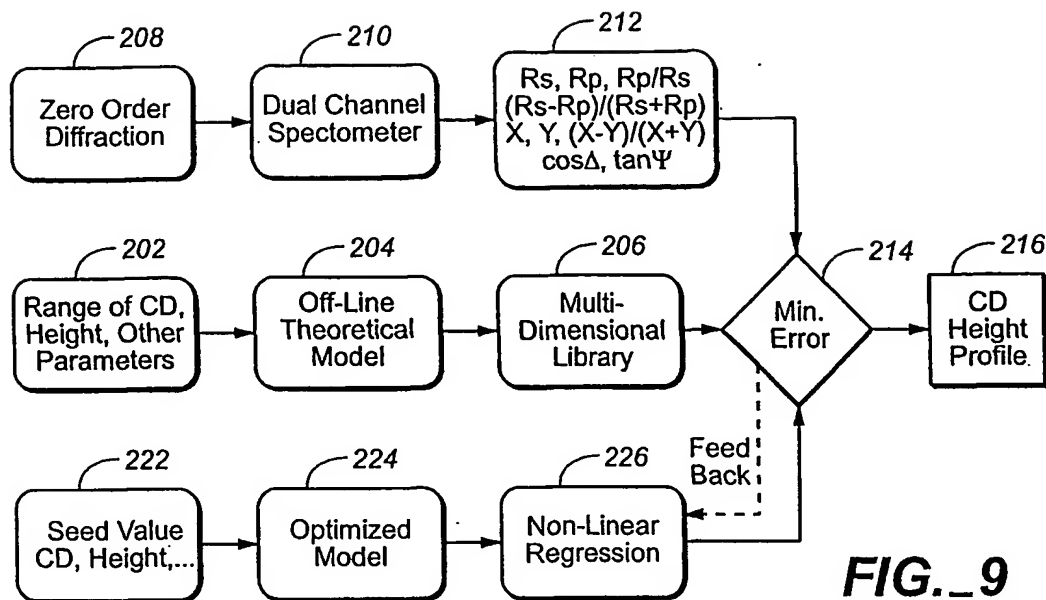 208
Zero Order
Diffraction
210
Dual Channel
Spectometer
212
Rs, Rp, Rp/Rs
(Rs-Rp)/(Rs+Rp)
X, Y, (X-Y)/(X+Y)
cosΔ, tanΨ
202
Range of CD,
Height, Other
Parameters
204
Off-Line
Theoretical
Model
206
Multi-
Dimensional
Library
214
Min.
Error
216
CD
Height
Profile
Feed
Back
222
Seed Value
CD, Height,...
224
Optimized
Model
226
Non-Linear
Regression
FIG._9